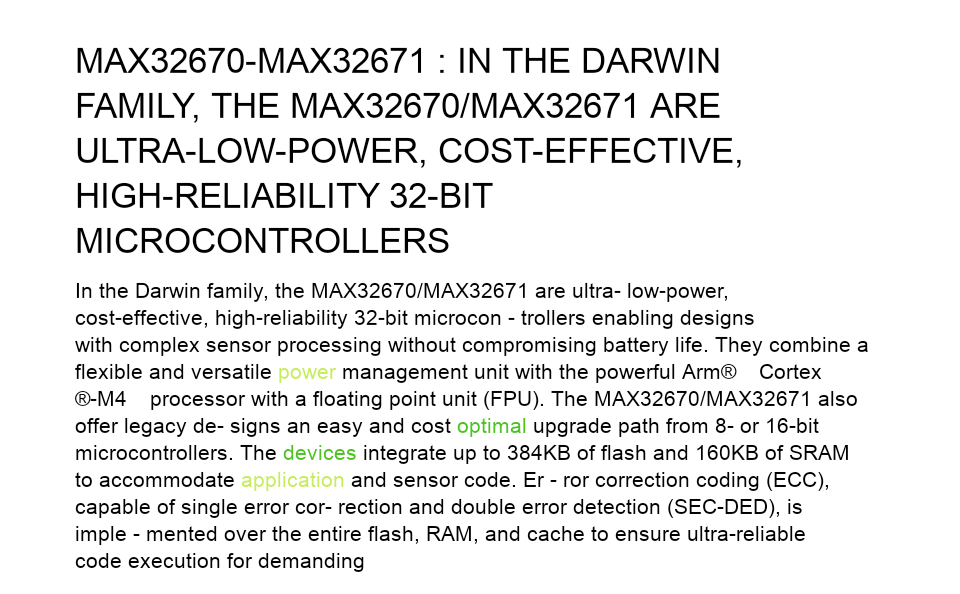 MAX32670-MAX32671 : IN THE DARWIN
FAMILY, THE MAX32670/MAX32671 ARE
ULTRA-LOW-POWER, COST-EFFECTIVE,
HIGH-RELIABILITY 32-BIT
MICROCONTROLLERS
In the Darwin family, the MAX32670/MAX32671 are ultra- low-power,
cost-effective, high-reliability 32-bit microcon - trollers enabling designs
with complex sensor processing without compromising battery life. They combine a
flexible and versatile power management unit with the powerful Arm® Cortex
®-M4 processor with a floating point unit (FPU). The MAX32670/MAX32671 also
offer legacy de- signs an easy and cost optimal upgrade path from 8- or 16-bit
microcontrollers. The devices integrate up to 384KB of flash and 160KB of SRAM
to accommodate application and sensor code. Er - ror correction coding (ECC),
capable of single error cor- rection and double error detection (SEC-DED), is
imple - mented over the entire flash, RAM, and cache to ensure ultra-reliable
code execution for demanding